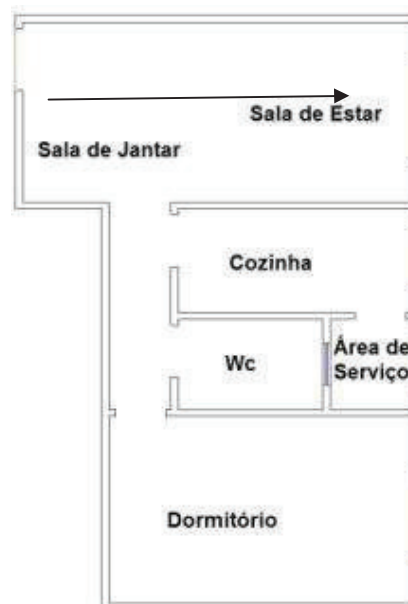 Sala de Estar
Sala de Jantar
Cozinha
Wc
Área de
Serviço
Dormitório